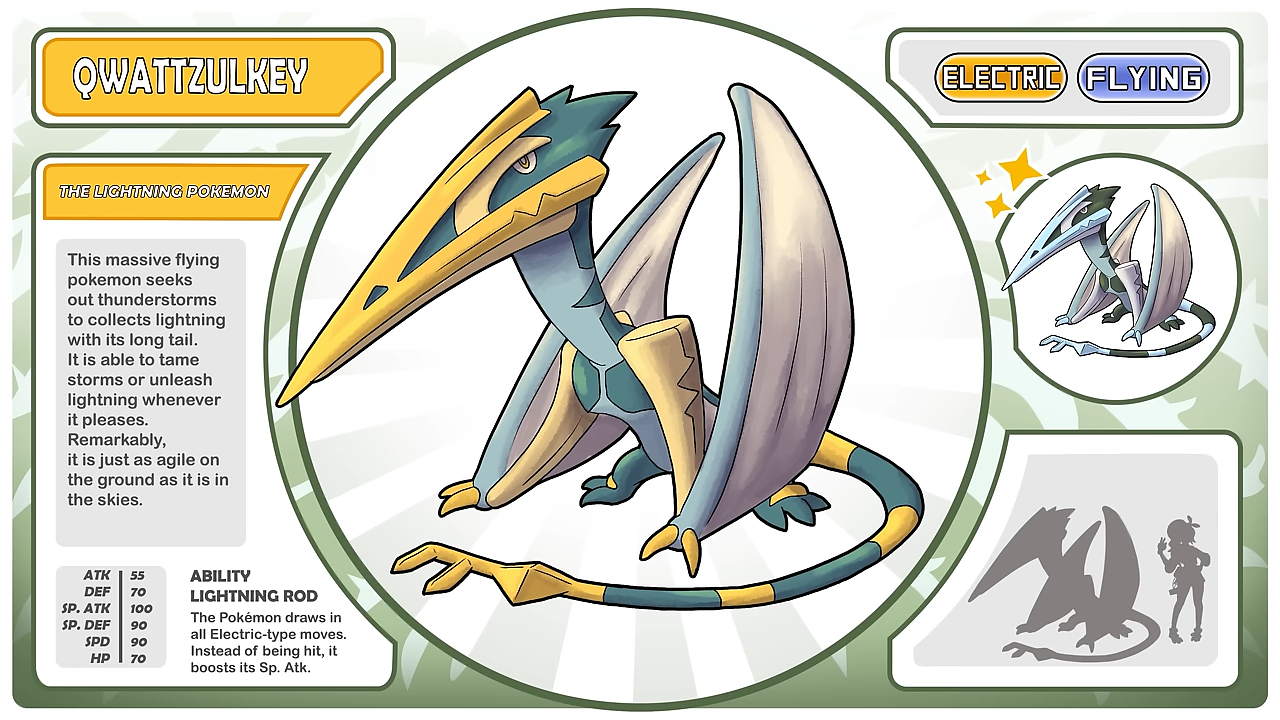 QWATTZULKEY
ELECTRIC FLYING
THE LIGHTNING POKEMON
This massive flying
pokemon seeks
out thunderstorms
to collects lightning
with its long tail.
It is able to tame
storms or unleash
lightning whenever
it pleases.
Remarkably,
it is just as agile on
the ground as it is in
the skies.
ATK 55
DEF 70
SP. ATK 100
SP. DEF 90
SPD 90
HP 70
ABILITY
LIGHTNING ROD
The Pokémon draws in
all Electric-type moves.
Instead of being hit, it
boosts its Sp. Atk.